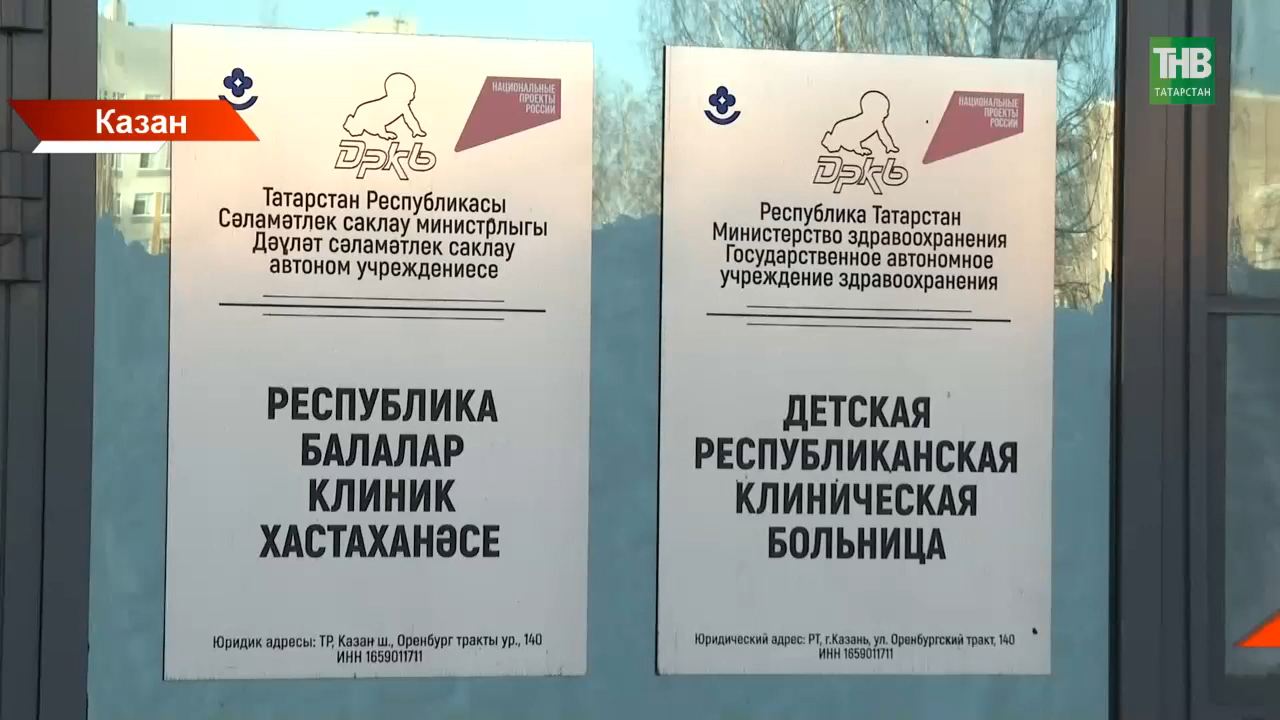 Казан
ТНВ
ТАТАРСТАН
НАЦИОНАЛЬНЫЕ
ПРОЕКТЫ
РОССИИ
ДРКБ
Татарстан Республикасы
Сәламәтлек саклау министрлыгы
Дәүләт сәламәтлек саклау
автоном учреждениесе
РЕСПУБЛИКА
БАЛАЛАР
КЛИНИК
ХАСТАХАНӘСЕ
Юридик адресы: ТР, Казан ш., Оренбург тракты ур., 140
ИНН 1659011711
НАЦИОНАЛЬНЫЕ
ПРОЕКТЫ
РОССИИ
ДРКБ
Республика Татарстан
Министерство здравоохранения
Государственное автономное
учреждение здравоохранения
ДЕТСКАЯ
РЕСПУБЛИКАНСКАЯ
КЛИНИЧЕСКАЯ
БОЛЬНИЦА
Юридический адрес: РТ, г.Казань, ул. Оренбургский тракт, 140
ИНН 1659011711